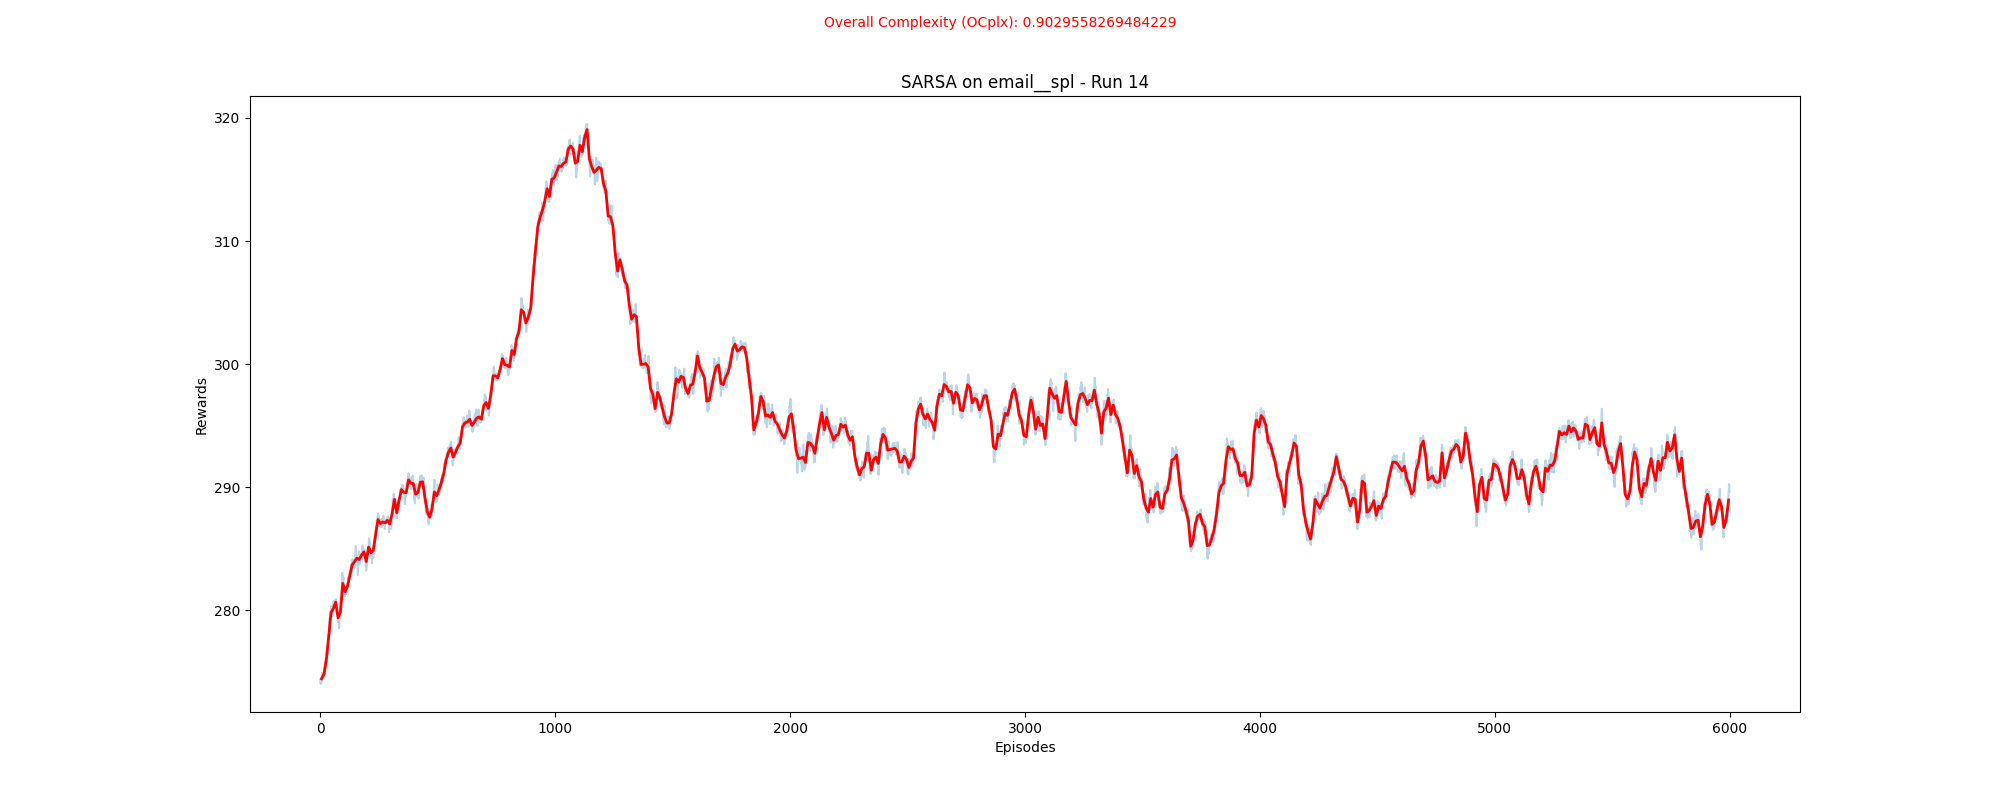 Overall Complexity (OCplx): 0.9029558269484229
SARSA on email__spl - Run 14
320
310
300
290
280
Rewards
0 1000 2000 3000 4000 5000 6000
Episodes